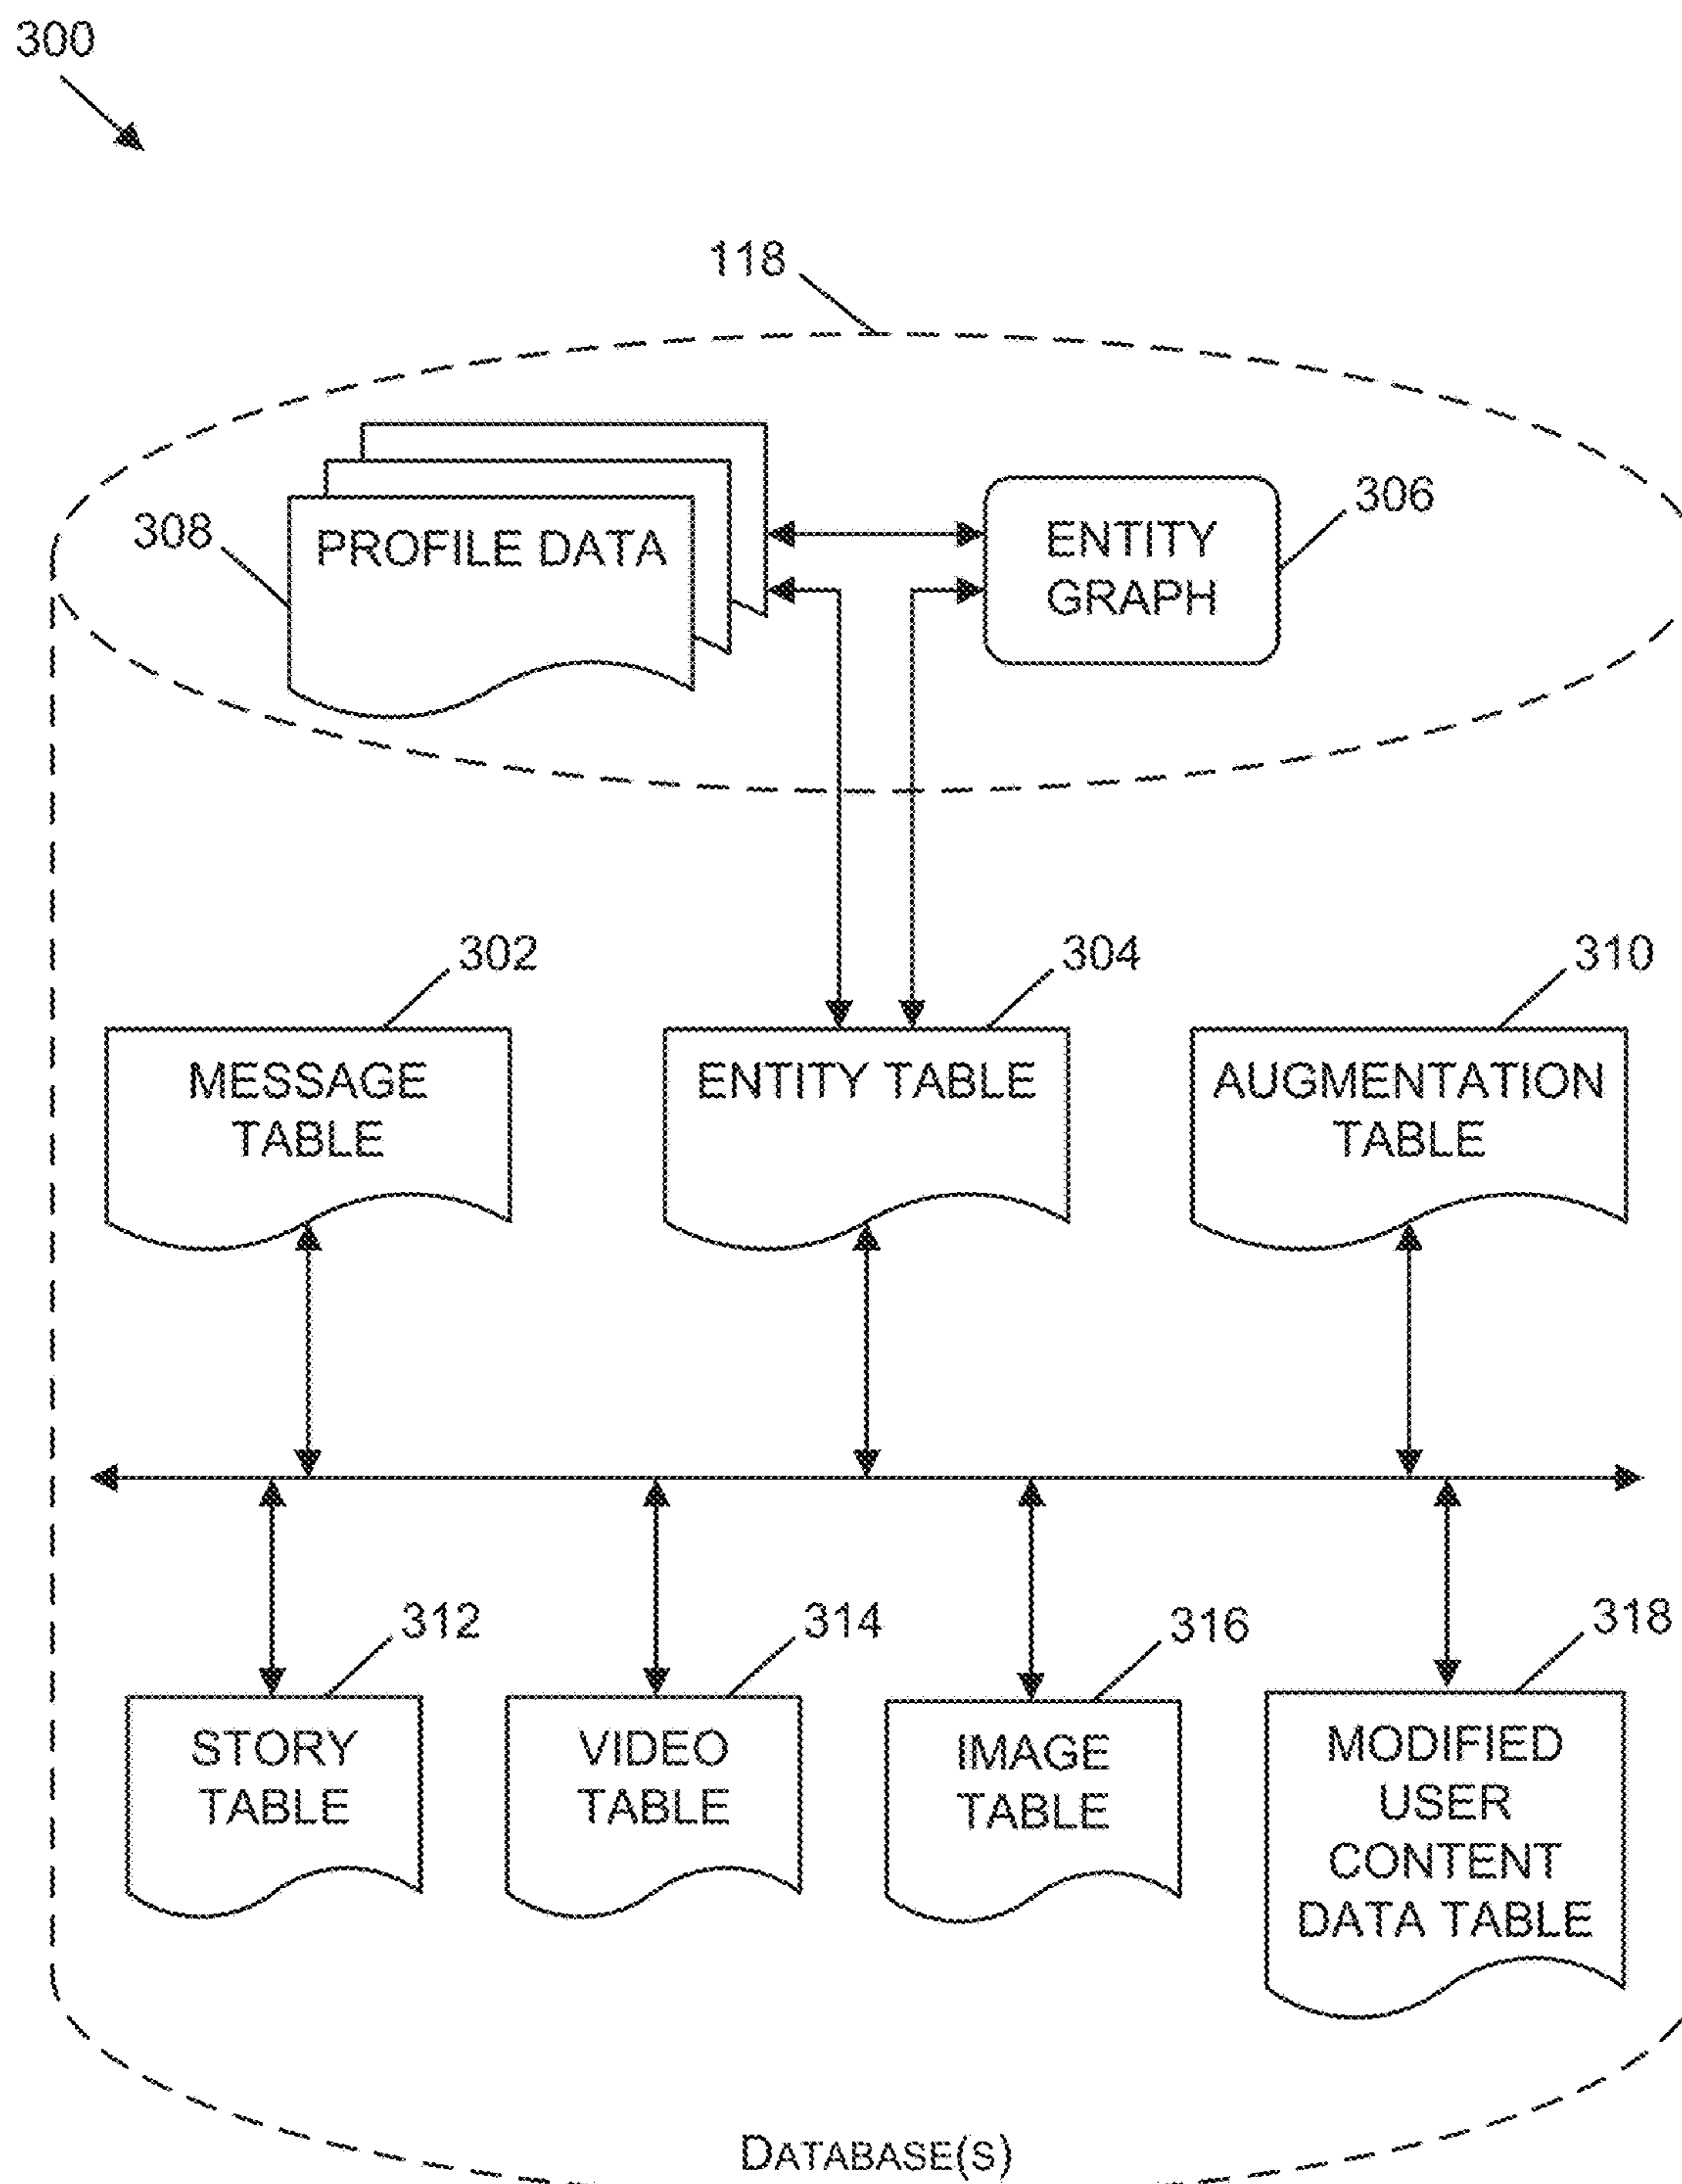 300
118
308
PROFILE DATA
ENTITY
GRAPH
306
302
304
310
MESSAGE
TABLE
ENTITY TABLE
AUGMENTATION
TABLE
312
314
316
318
STORY
TABLE
VIDEO
TABLE
IMAGE
TABLE
MODIFIED
USER
CONTENT
DATA TABLE
DATABASE(S)